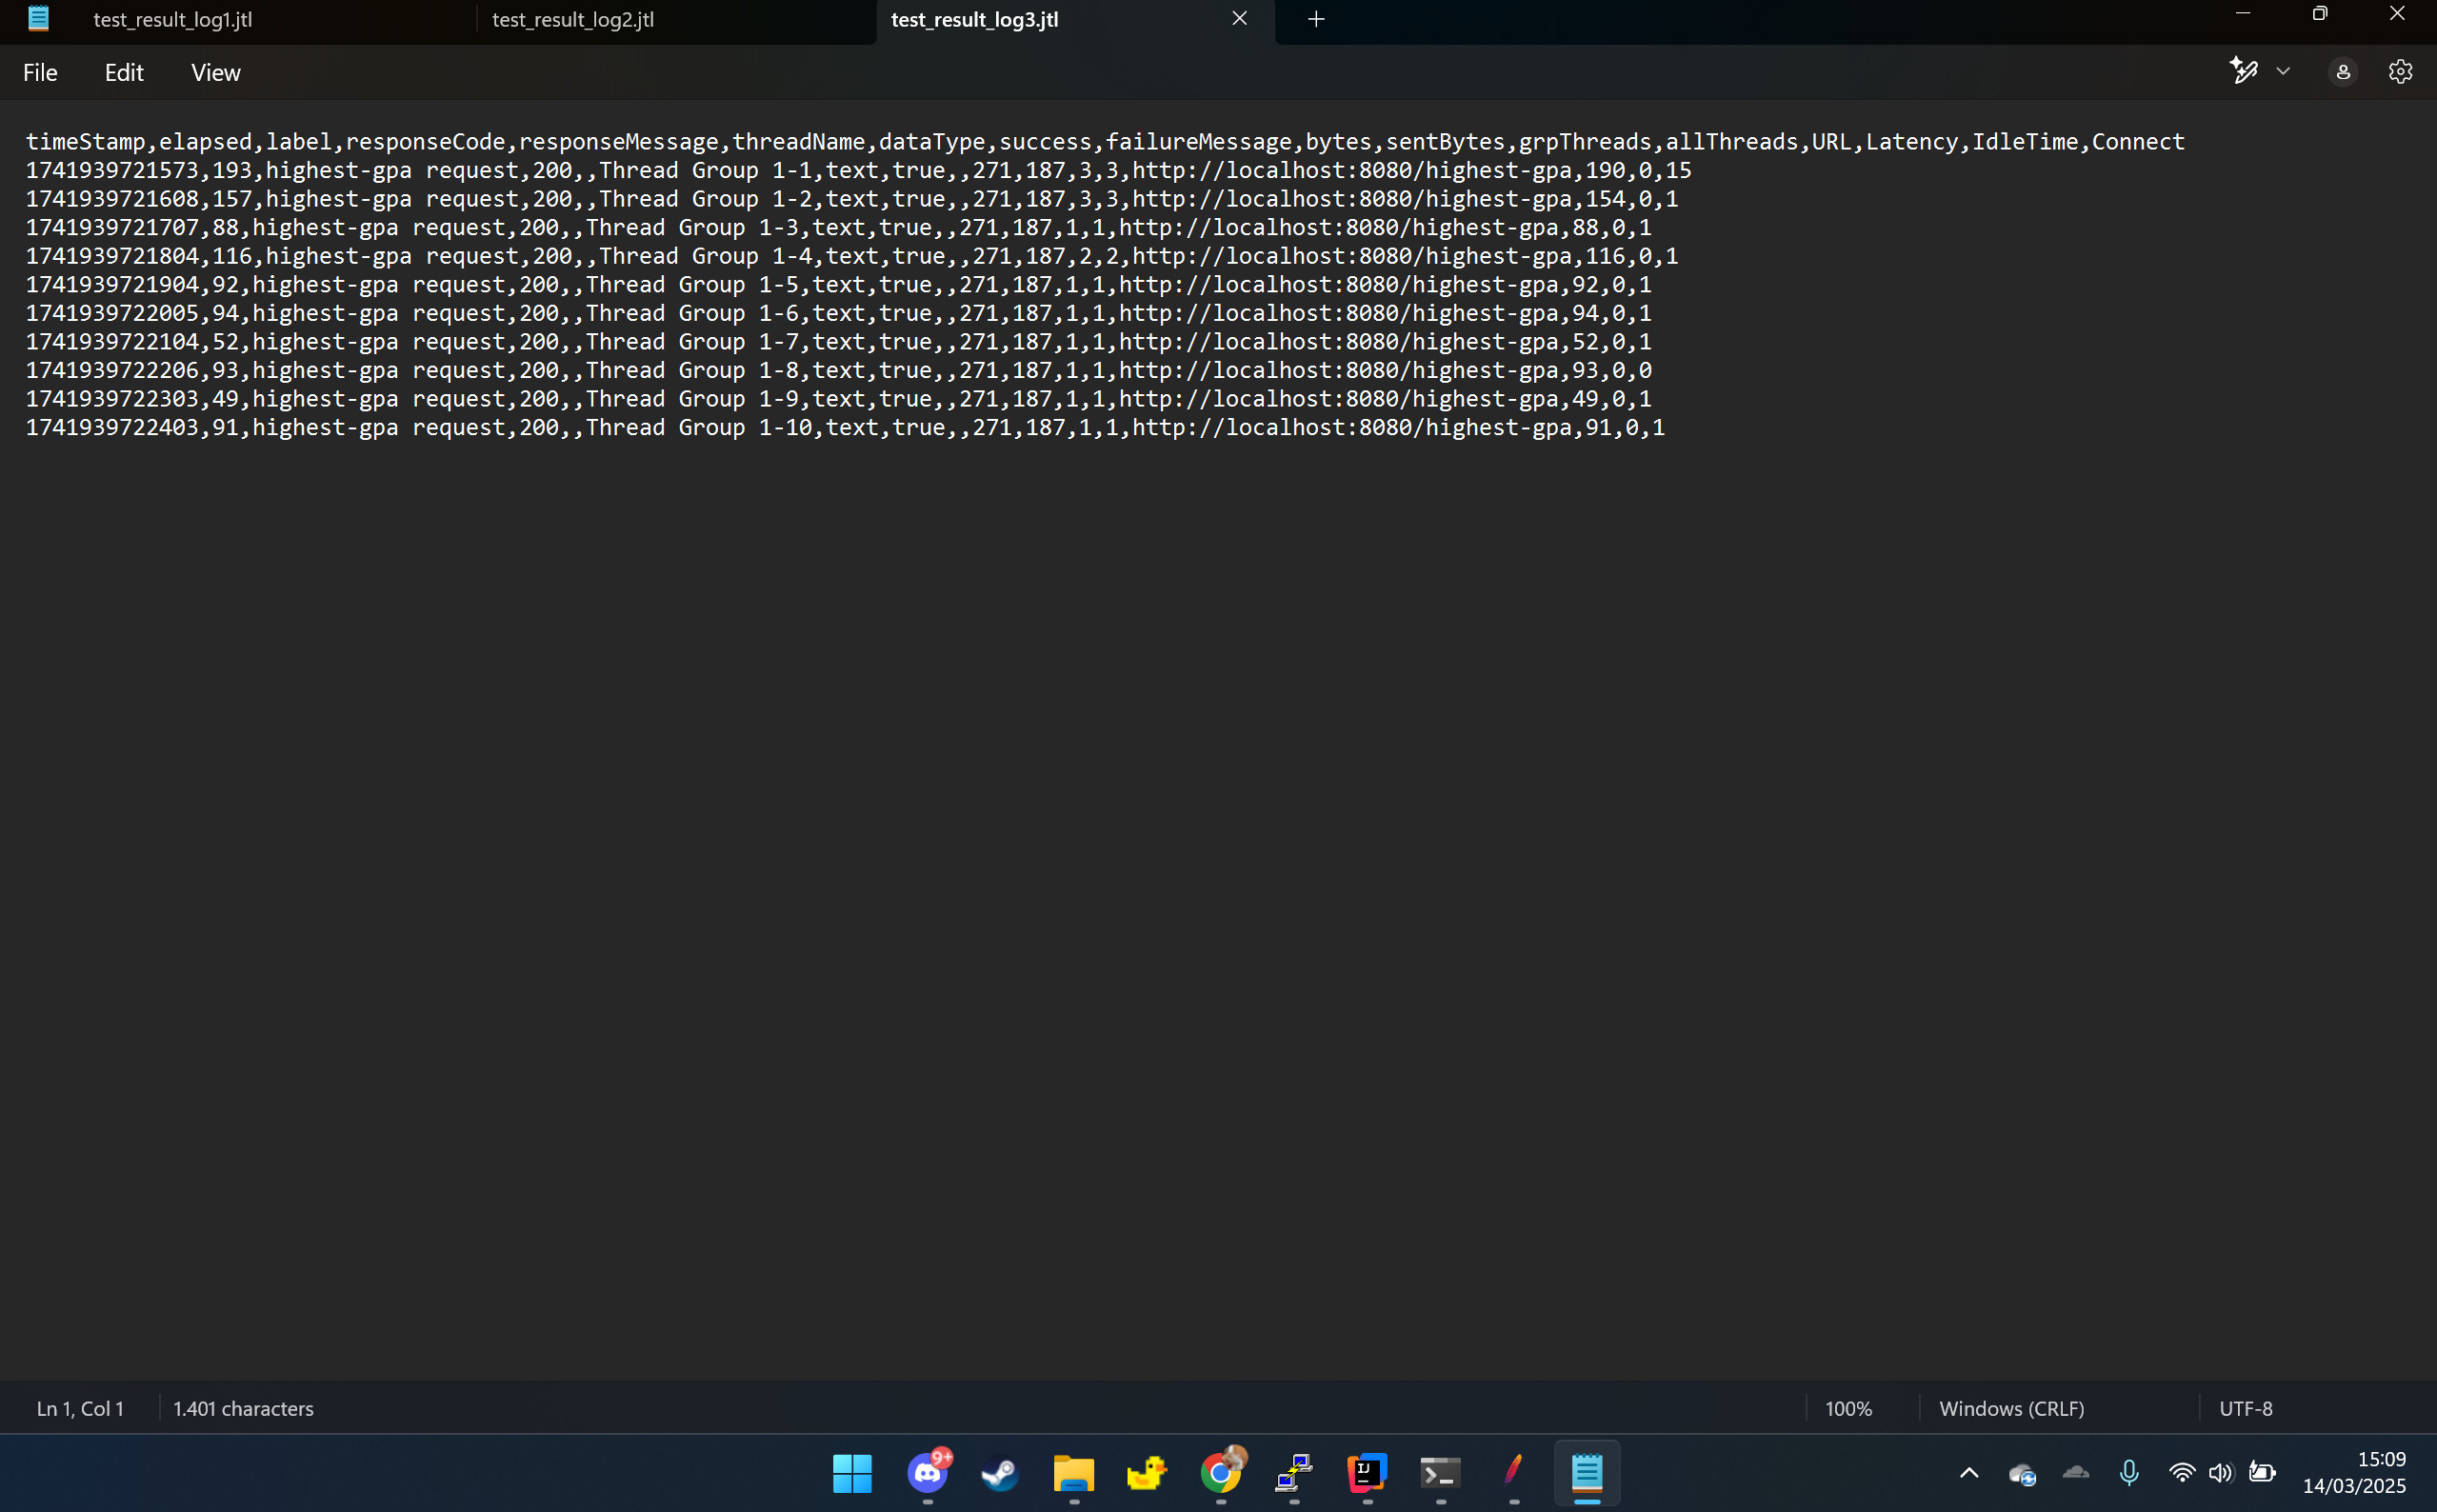 test_result_log1.jtl test_result_log2.jtl test_result_log3.jtl
File Edit View
timeStamp,elapsed,label,responseCode,responseMessage,threadName,dataType,success,failureMessage,bytes,sentBytes,grpThreads,allThreads,URL,Latency,IdleTime,Connect
1741939721573,193,highest-gpa request,200,,Thread Group 1-1,text,true,,271,187,3,3,http://localhost:8080/highest-gpa,190,0,15
1741939721608,157,highest-gpa request,200,,Thread Group 1-2,text,true,,271,187,3,3,http://localhost:8080/highest-gpa,154,0,1
1741939721707,88,highest-gpa request,200,,Thread Group 1-3,text,true,,271,187,1,1,http://localhost:8080/highest-gpa,88,0,1
1741939721804,116,highest-gpa request,200,,Thread Group 1-4,text,true,,271,187,2,2,http://localhost:8080/highest-gpa,116,0,1
1741939721904,92,highest-gpa request,200,,Thread Group 1-5,text,true,,271,187,1,1,http://localhost:8080/highest-gpa,92,0,1
1741939722005,94,highest-gpa request,200,,Thread Group 1-6,text,true,,271,187,1,1,http://localhost:8080/highest-gpa,94,0,1
1741939722104,52,highest-gpa request,200,,Thread Group 1-7,text,true,,271,187,1,1,http://localhost:8080/highest-gpa,52,0,1
1741939722206,93,highest-gpa request,200,,Thread Group 1-8,text,true,,271,187,1,1,http://localhost:8080/highest-gpa,93,0,0
1741939722303,49,highest-gpa request,200,,Thread Group 1-9,text,true,,271,187,1,1,http://localhost:8080/highest-gpa,49,0,1
1741939722403,91,highest-gpa request,200,,Thread Group 1-10,text,true,,271,187,1,1,http://localhost:8080/highest-gpa,91,0,1
Ln 1, Col 1 1.401 characters 100% Windows (CRLF) UTF-8
9+
IJ
15:09
14/03/2025